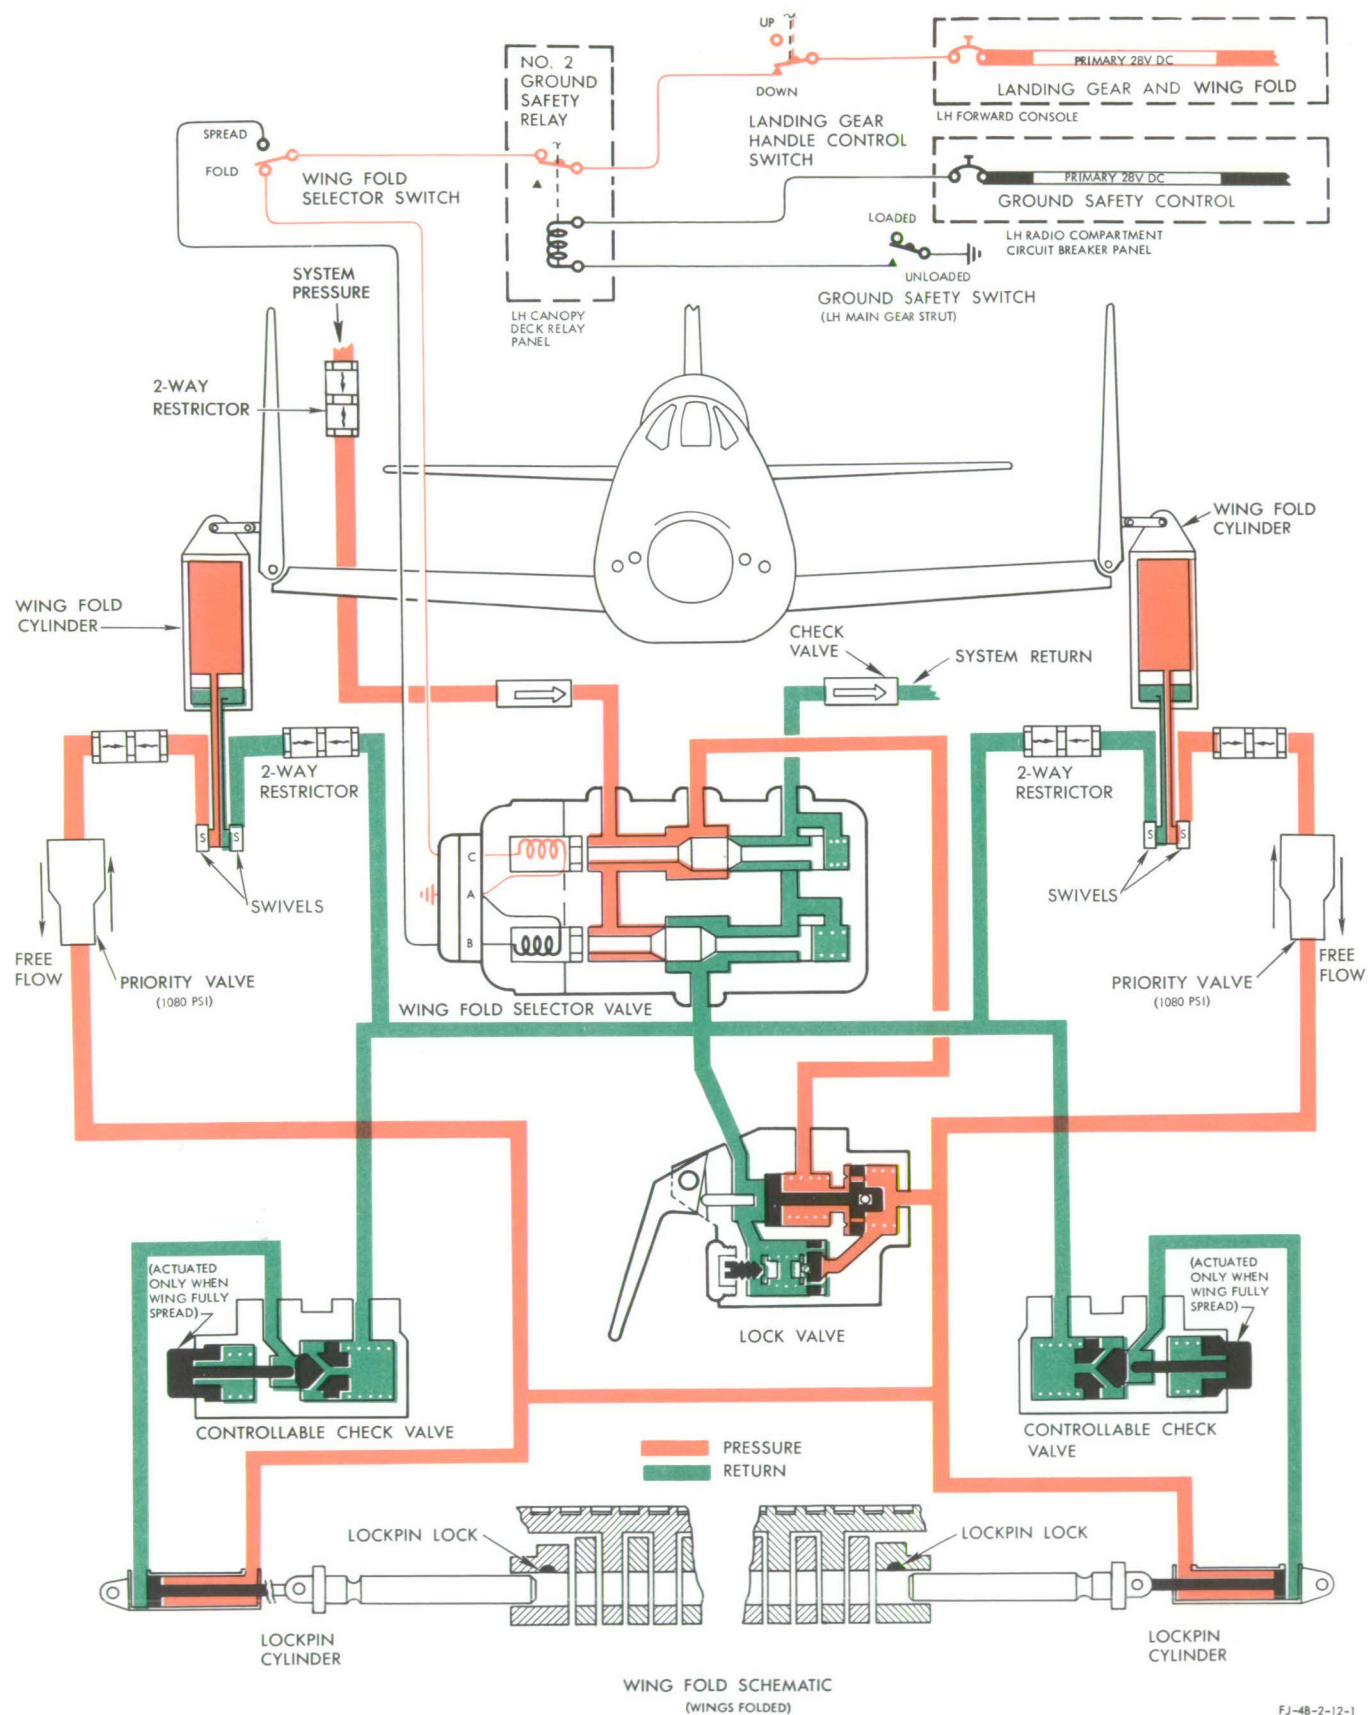 UP
DOWN
LANDING GEAR
HANDLE CONTROL
SWITCH
PRIMARY 28V DC
LANDING GEAR AND WING FOLD
LH FORWARD CONSOLE
PRIMARY 28V DC
GROUND SAFETY CONTROL
LH RADIO COMPARTMENT
CIRCUIT BREAKER PANEL
NO. 2
GROUND
SAFETY
RELAY
LH CANOPY
DECK RELAY
PANEL
SPREAD
FOLD
WING FOLD
SELECTOR SWITCH
LOADED
UNLOADED
GROUND SAFETY SWITCH
(LH MAIN GEAR STRUT)
SYSTEM
PRESSURE
2-WAY
RESTRICTOR
WING FOLD
CYLINDER
WING FOLD
CYLINDER
CHECK
VALVE
SYSTEM RETURN
2-WAY
RESTRICTOR
2-WAY
RESTRICTOR
S
S
S
S
SWIVELS
SWIVELS
C
A
B
FREE
FLOW
PRIORITY VALVE
(1080 PSI)
WING FOLD SELECTOR VALVE
PRIORITY VALVE
(1080 PSI)
FREE
FLOW
(ACTUATED
ONLY WHEN
WING FULLY
SPREAD)
(ACTUATED
ONLY WHEN
WING FULLY
SPREAD)
LOCK VALVE
CONTROLLABLE CHECK VALVE
CONTROLLABLE CHECK
VALVE
PRESSURE
RETURN
LOCKPIN LOCK
LOCKPIN LOCK
LOCKPIN
CYLINDER
LOCKPIN
CYLINDER
WING FOLD SCHEMATIC
(WINGS FOLDED)
FJ-4B-2-12-1